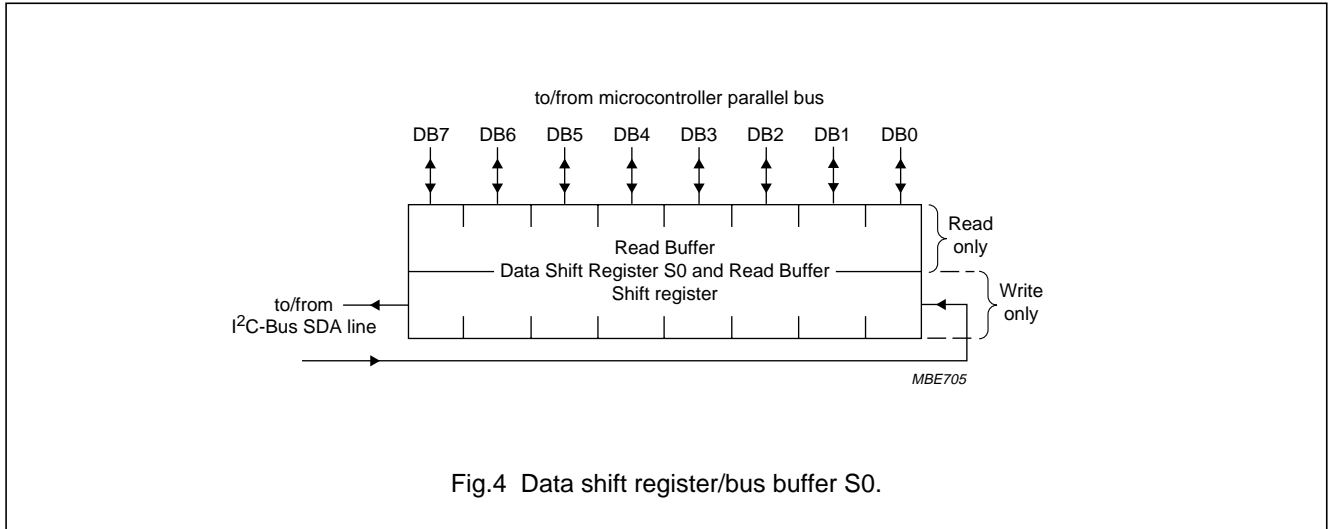 to/from microcontroller parallel bus
DB7 DB6 DB5 DB4 DB3 DB2 DB1 DB0
Read Buffer
Data Shift Register S0 and Read Buffer
Shift register
Read
only
Write
only
to/from
I²C-Bus SDA line
MBE705
Fig.4 Data shift register/bus buffer S0.